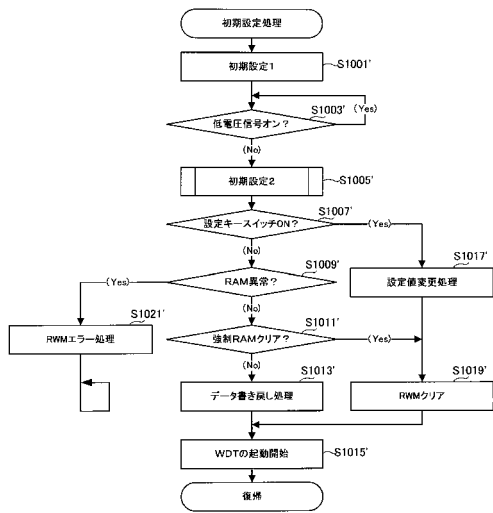 初期設定処理
初期設定1
S1001'
S1003'
(Yes)
低電圧信号オン?
(No)
初期設定2
S1005'
S1007'
設定キースイッチON?
(Yes)
(No)
S1009'
S1017'
(Yes)
RAM異常?
設定値変更処理
(No)
S1021'
S1011'
RWMエラー処理
強制RAMクリア?
(Yes)
(No)
S1013'
S1019'
データ書き戻し処理
RWMクリア
WDTの起動開始
S1015'
復帰